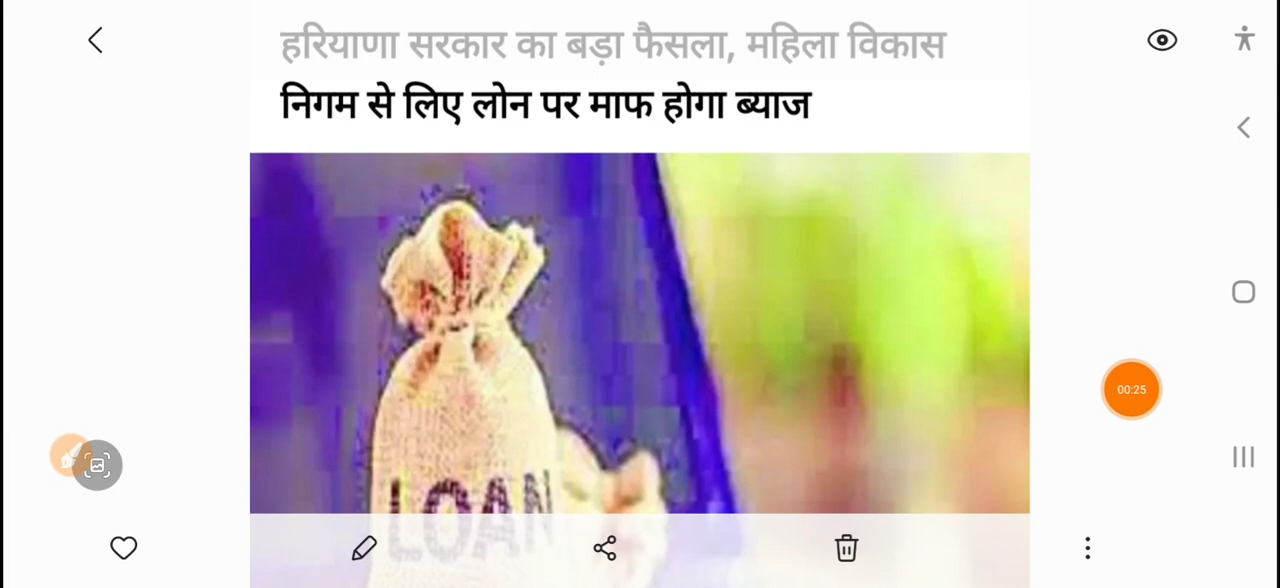 हरियाणा सरकार का बड़ा फैसला, महिला विकास
निगम से लिए लोन पर माफ होगा ब्याज
00:25
LOAN